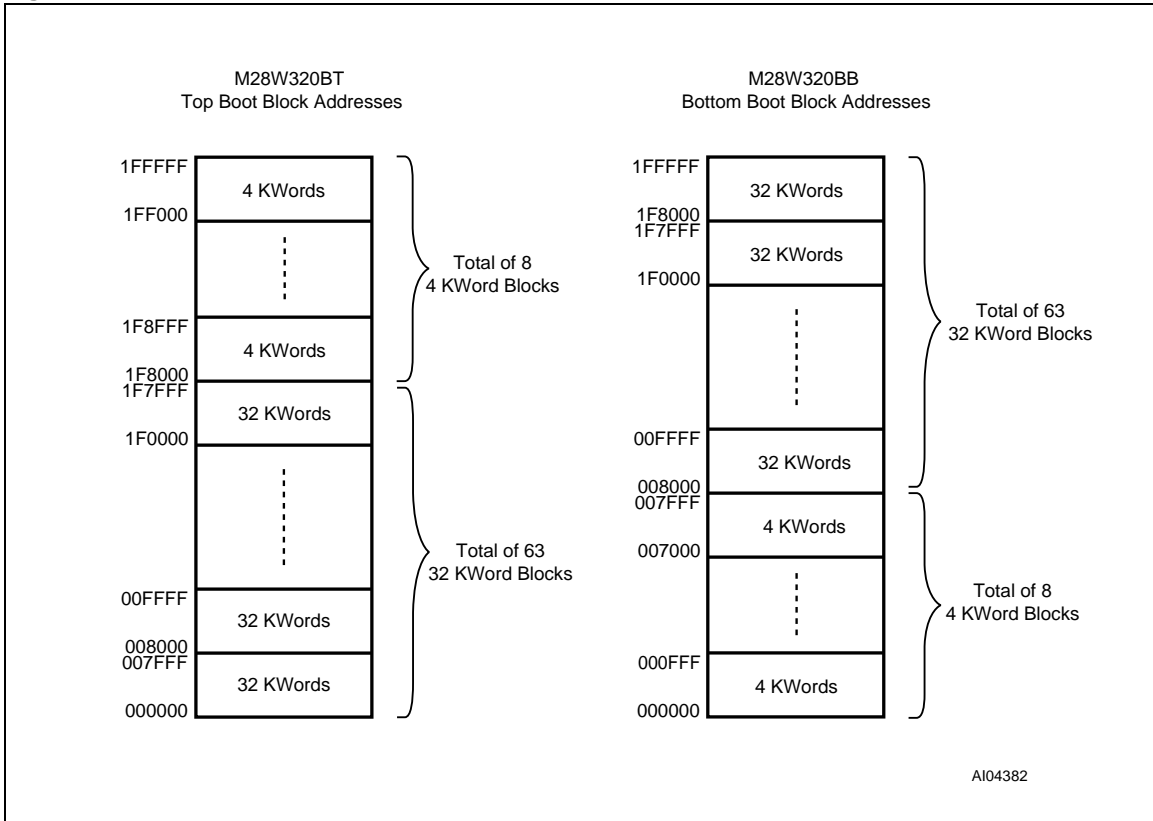 M28W320BT
Top Boot Block Addresses
1FFFFF
4 KWords
1FF000
Total of 8
4 KWord Blocks
1F8FFF
4 KWords
1F8000
1F7FFF
32 KWords
1F0000
Total of 63
32 KWord Blocks
00FFFF
32 KWords
008000
007FFF
32 KWords
000000
M28W320BB
Bottom Boot Block Addresses
1FFFFF
32 KWords
1F8000
1F7FFF
32 KWords
1F0000
Total of 63
32 KWord Blocks
00FFFF
32 KWords
008000
007FFF
4 KWords
007000
Total of 8
4 KWord Blocks
000FFF
4 KWords
000000
AI04382